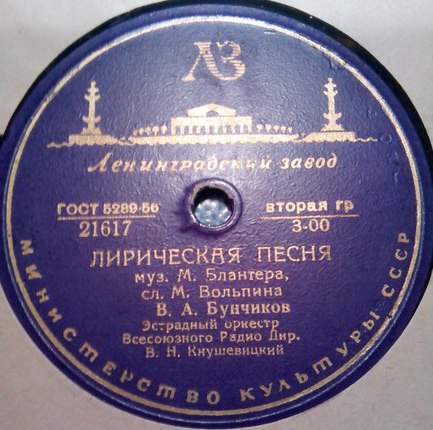 ЛЗ
Ленинградский завод
ГОСТ 5289-56
вторая гр
21617
3-00
ЛИРИЧЕСКАЯ ПЕСНЯ
муз. М. Блантера,
сл. М. Вольпина
В. А. Бунчиков
Эстрадный оркестр
Всесоюзного Радио Дир.
В. Н. Кнушевицкий
МИНИСТЕРСТВО КУЛЬТУРЫ СССР